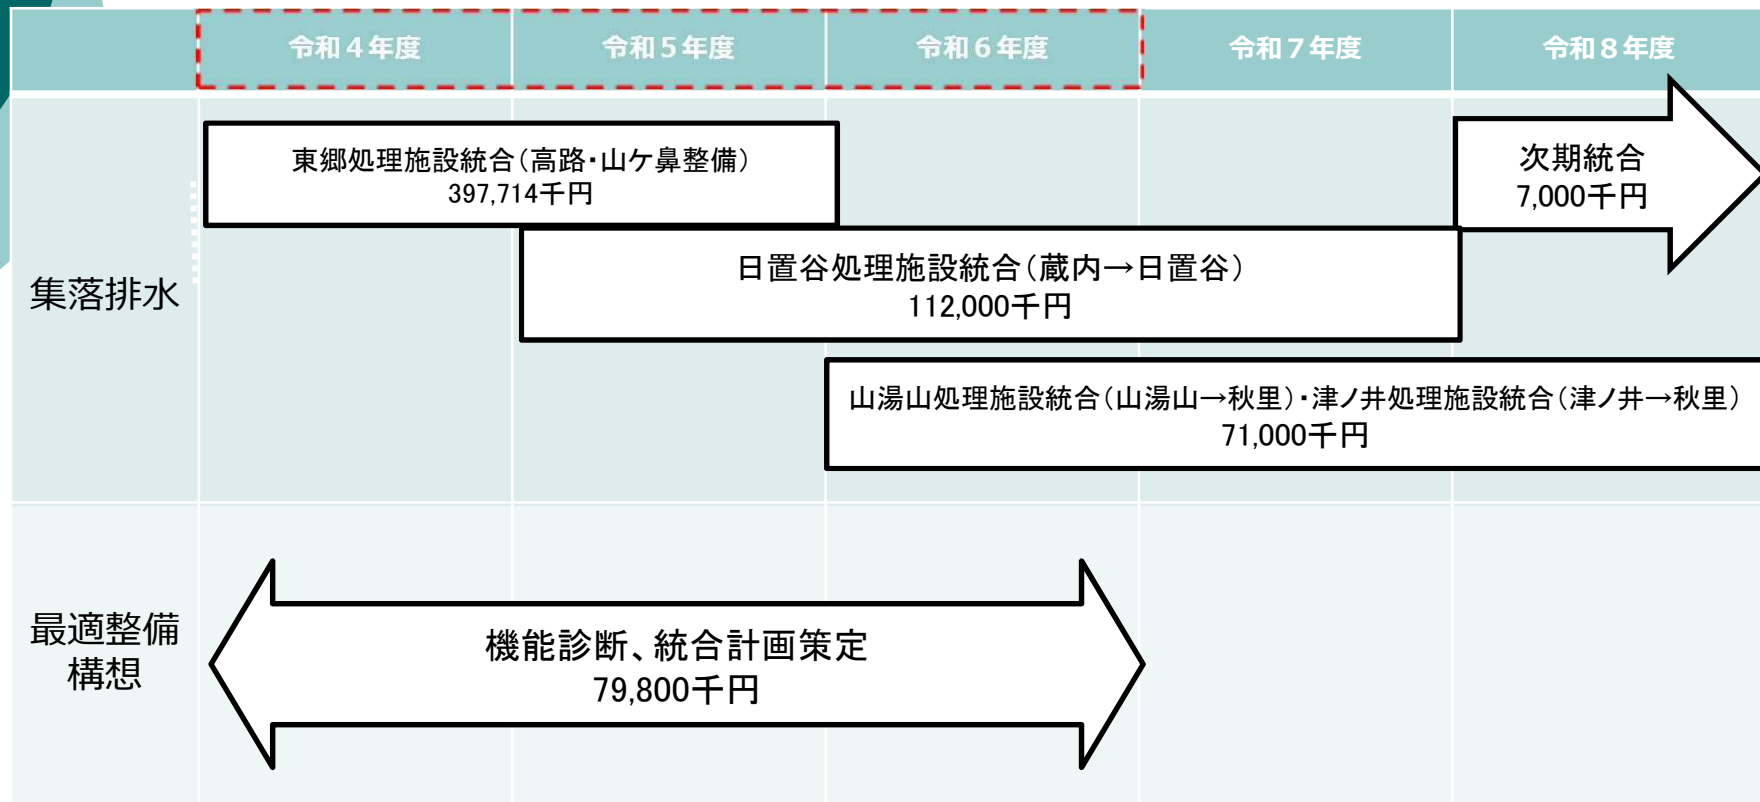 令和４年度
令和５年度
令和６年度
令和７年度
令和８年度
集落排水
東郷処理施設統合（高路・山ケ鼻整備）
397,714千円
次期統合
7,000千円
日置谷処理施設統合（蔵内→日置谷）
112,000千円
山湯山処理施設統合（山湯山→秋里）・津ノ井処理施設統合（津ノ井→秋里）
71,000千円
最適整備
構想
機能診断、統合計画策定
79,800千円